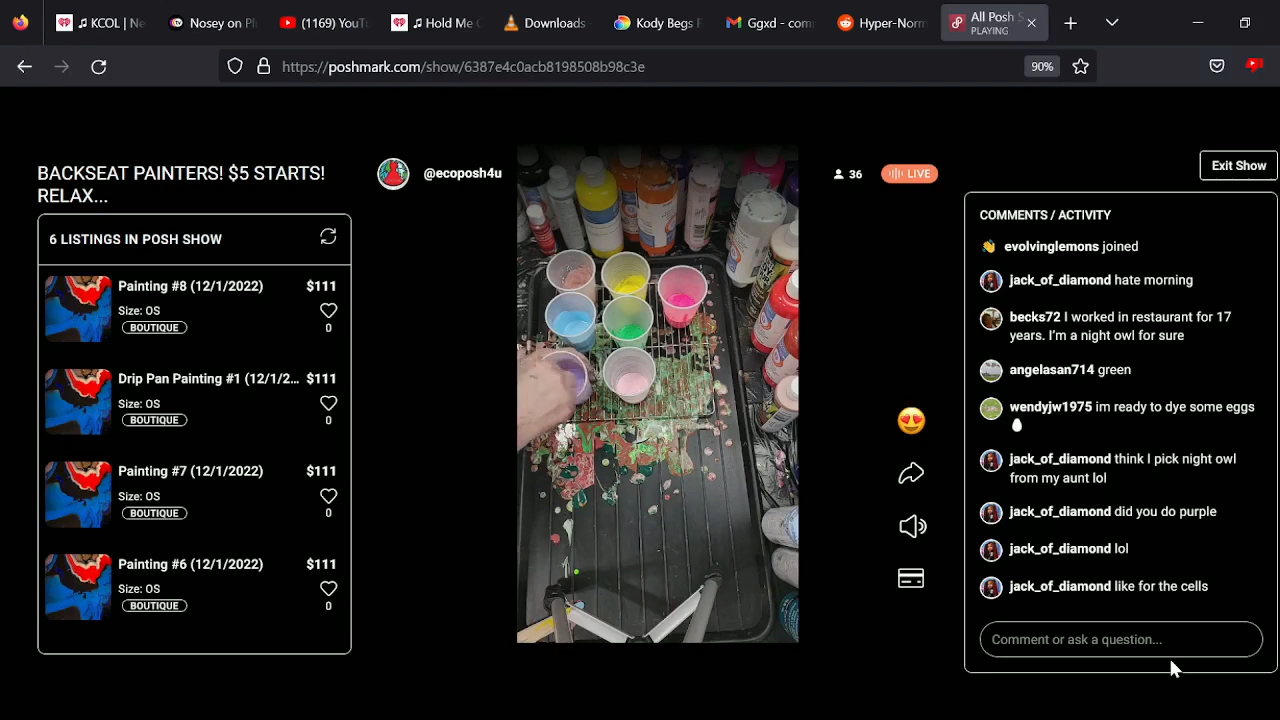 KCOL | Ne
Nosey on Pl
(1169) YouTu
Hold Me C
Downloads
Kody Begs F
Ggxd - com
Hyper-Norm
All Posh S
PLAYING
https://poshmark.com/show/6387e4c0acb8198508b98c3e
90%
BACKSEAT PAINTERS! $5 STARTS!
RELAX...
@ecoposh4u
36
LIVE
Exit Show
6 LISTINGS IN POSH SHOW
Painting #8 (12/1/2022) $111
Size: OS
BOUTIQUE
0
Drip Pan Painting #1 (12/1/2... $111
Size: OS
BOUTIQUE
0
Painting #7 (12/1/2022) $111
Size: OS
BOUTIQUE
0
Painting #6 (12/1/2022) $111
Size: OS
BOUTIQUE
0
COMMENTS / ACTIVITY
evolvinglemons joined
jack_of_diamond hate morning
becks72 I worked in restaurant for 17
years. I'm a night owl for sure
angelasan714 green
wendyjw1975 im ready to dye some eggs
jack_of_diamond think I pick night owl
from my aunt lol
jack_of_diamond did you do purple
jack_of_diamond lol
jack_of_diamond like for the cells
Comment or ask a question...